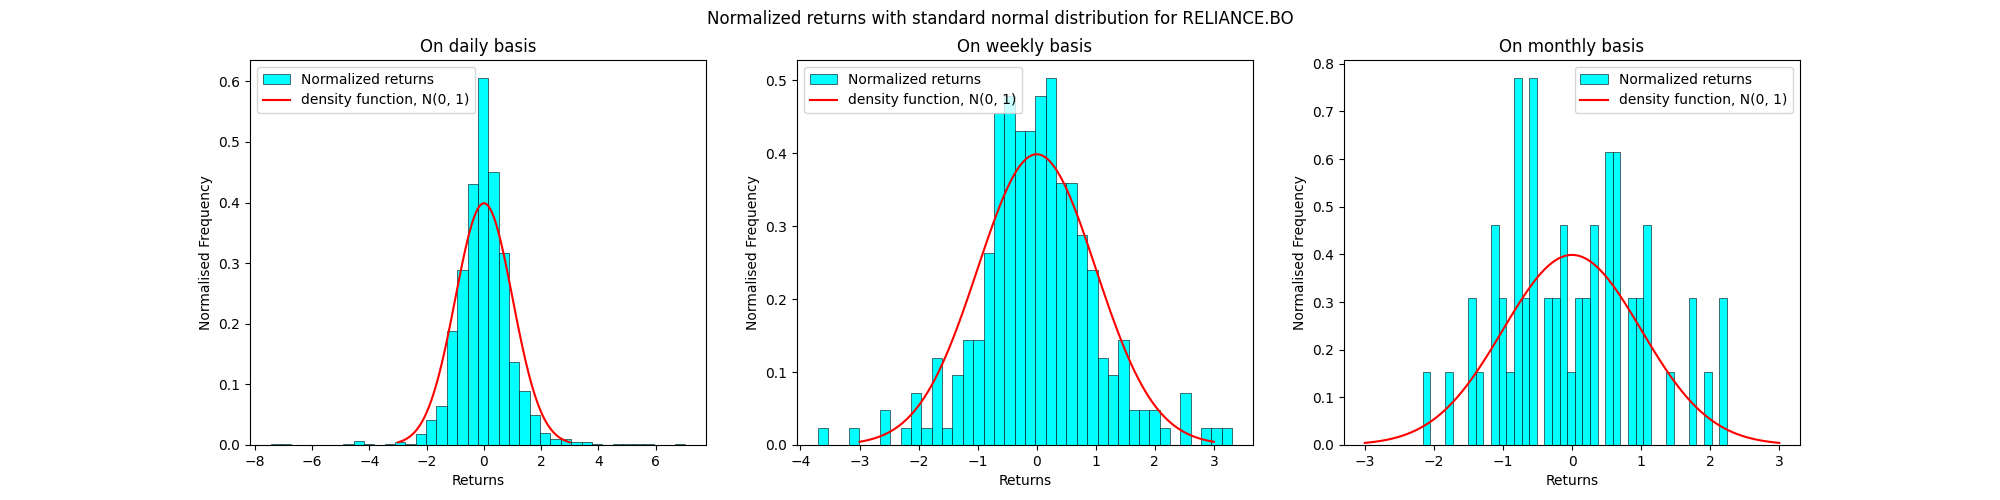 Normalized returns with standard normal distribution for RELIANCE.BO
On daily basis
Normalized returns
density function, N(0, 1)
0.6
0.5
0.4
0.3
0.2
0.1
0.0
Normalised Frequency
−8 −6 −4 −2 0 2 4 6
Returns
On weekly basis
Normalized returns
density function, N(0, 1)
0.5
0.4
0.3
0.2
0.1
0.0
Normalised Frequency
−4 −3 −2 −1 0 1 2 3
Returns
On monthly basis
Normalized returns
density function, N(0, 1)
0.8
0.7
0.6
0.5
0.4
0.3
0.2
0.1
0.0
Normalised Frequency
−3 −2 −1 0 1 2 3
Returns